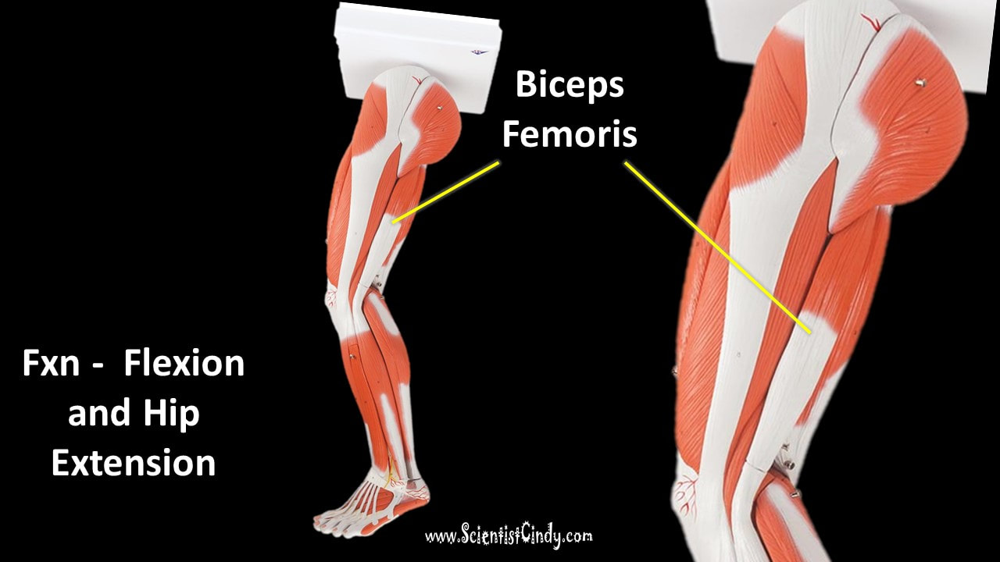 Biceps
Femoris
Fxn -  Flexion
and Hip
Extension
www.ScientistCindy.com